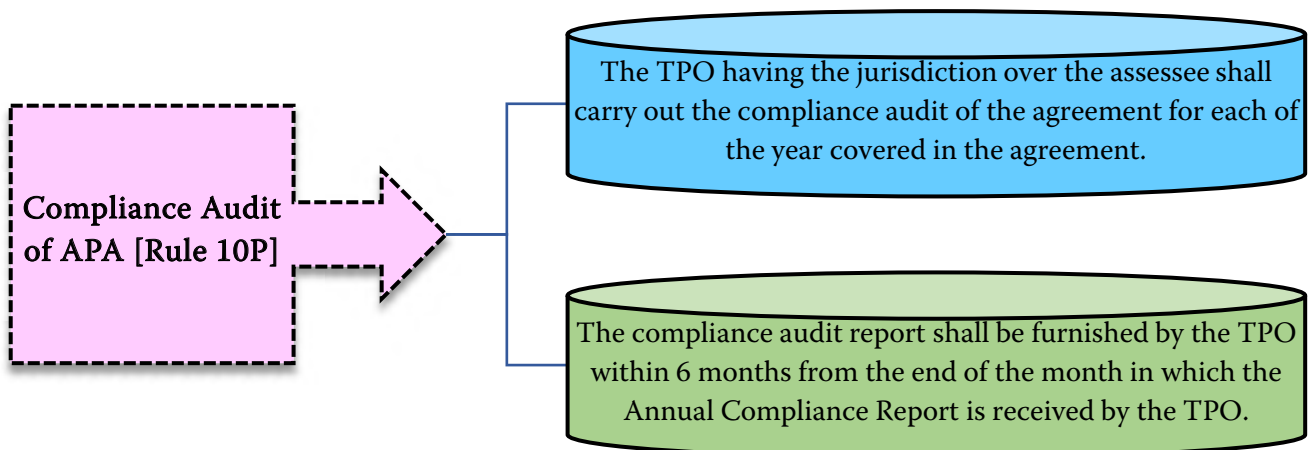 Compliance Audit
of APA [Rule 10P]
The TPO having the jurisdiction over the assessee shall
carry out the compliance audit of the agreement for each of
the year covered in the agreement.
The compliance audit report shall be furnished by the TPO
within 6 months from the end of the month in which the
Annual Compliance Report is received by the TPO.